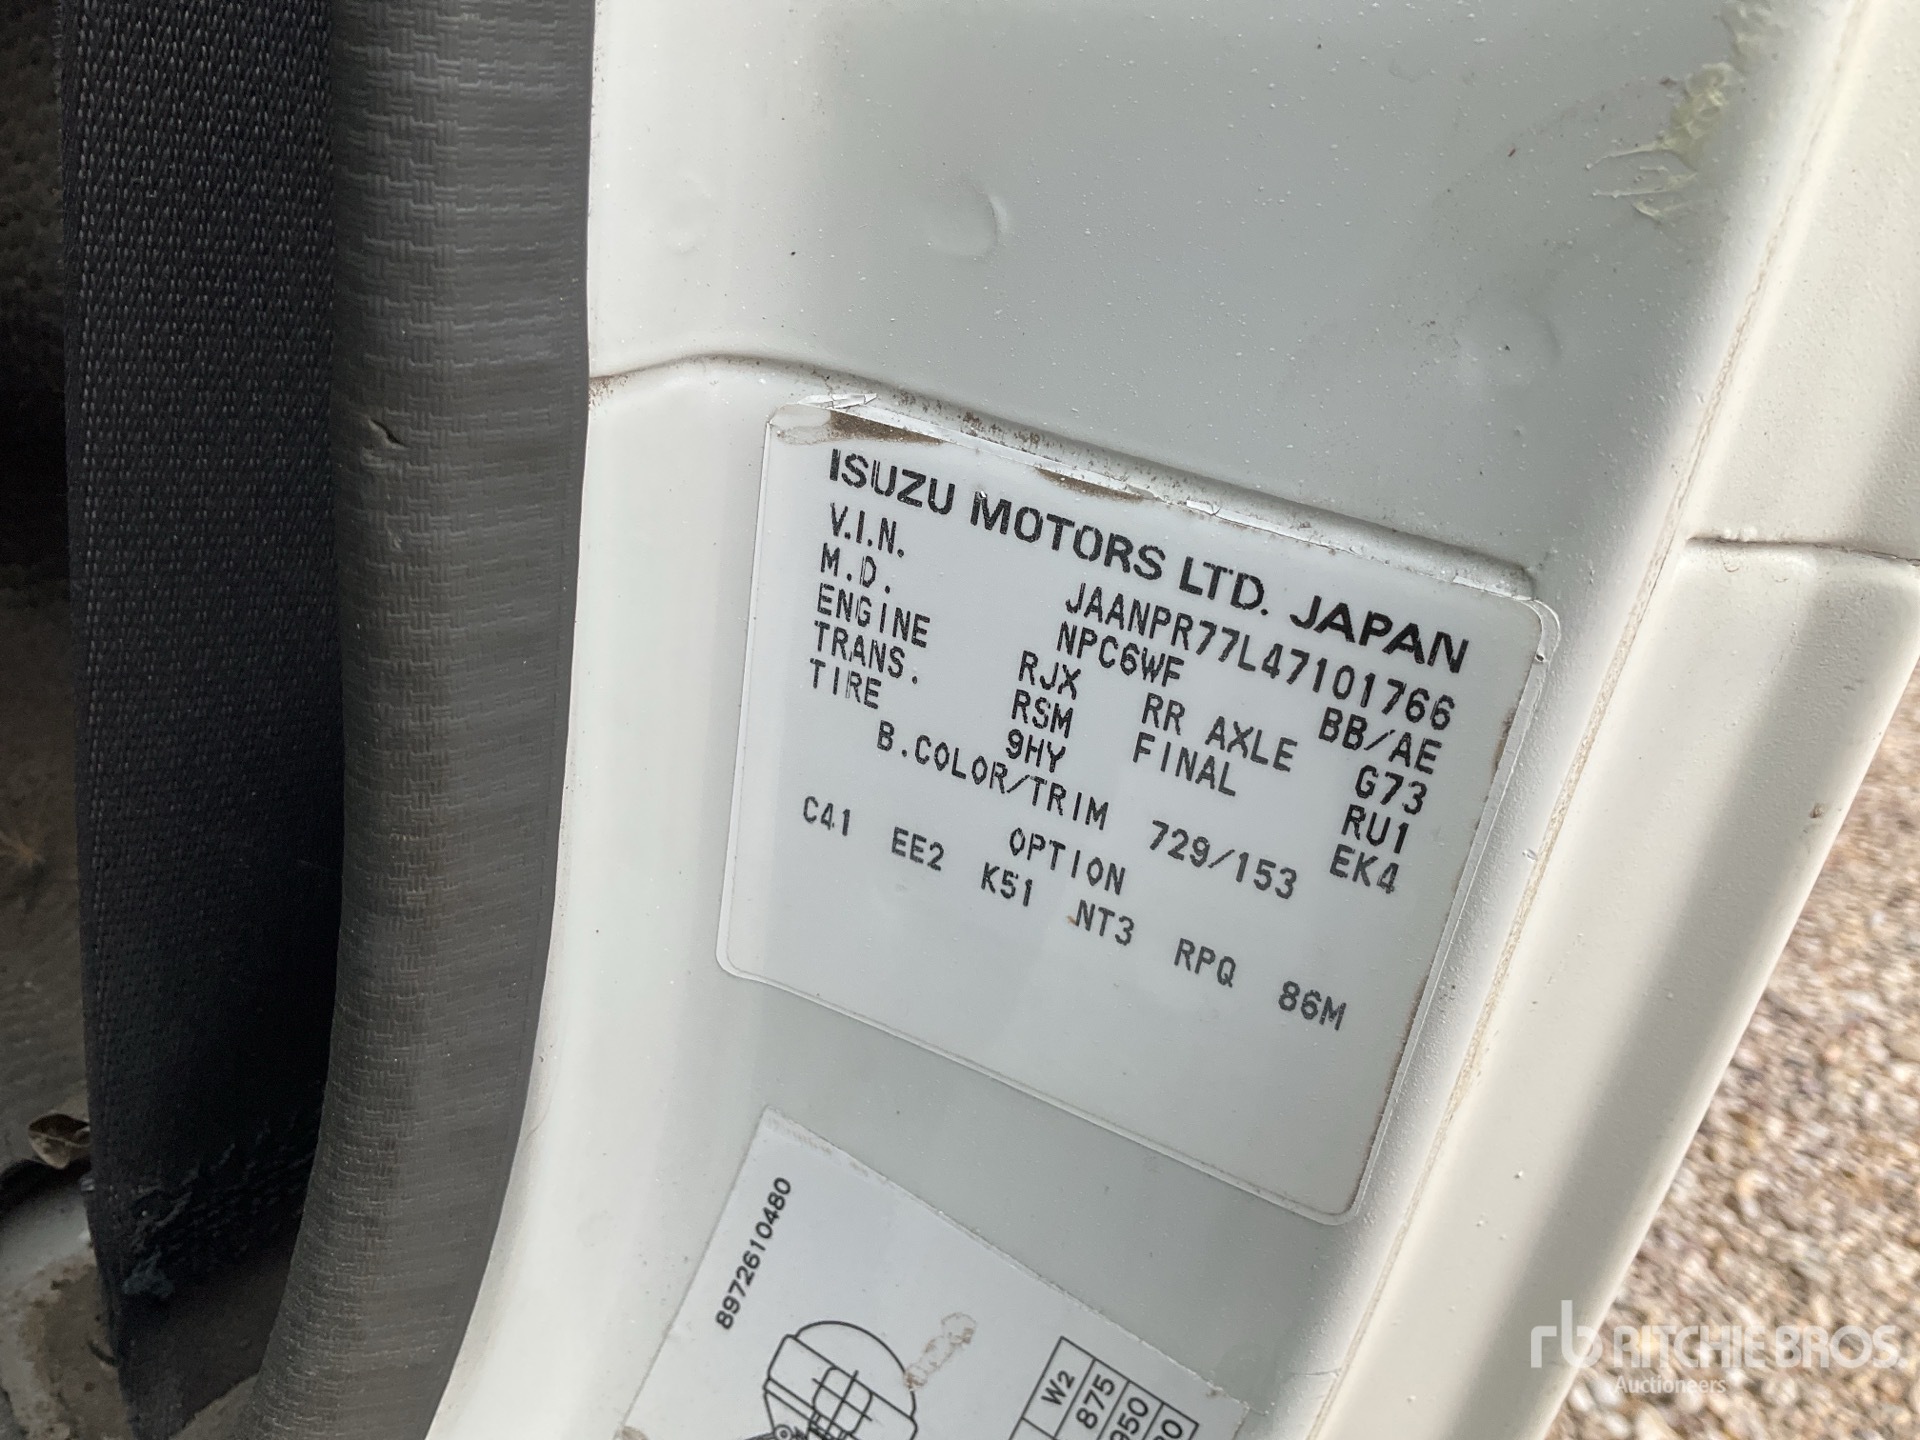 ISUZU MOTORS LTD. JAPAN
V.I.N. JAANPR77L47101766
M.D. NPC6WF BB/AE
ENGINE RJX RR AXLE G73
TRANS. RSM FINAL RU1
TIRE 9HY EK4
B.COLOR/TRIM 729/153
OPTION
C41 EE2 K51 NT3 RPQ 86M
8972610480
W2
875
950
rb RITCHIE BROS.
Auctioneers